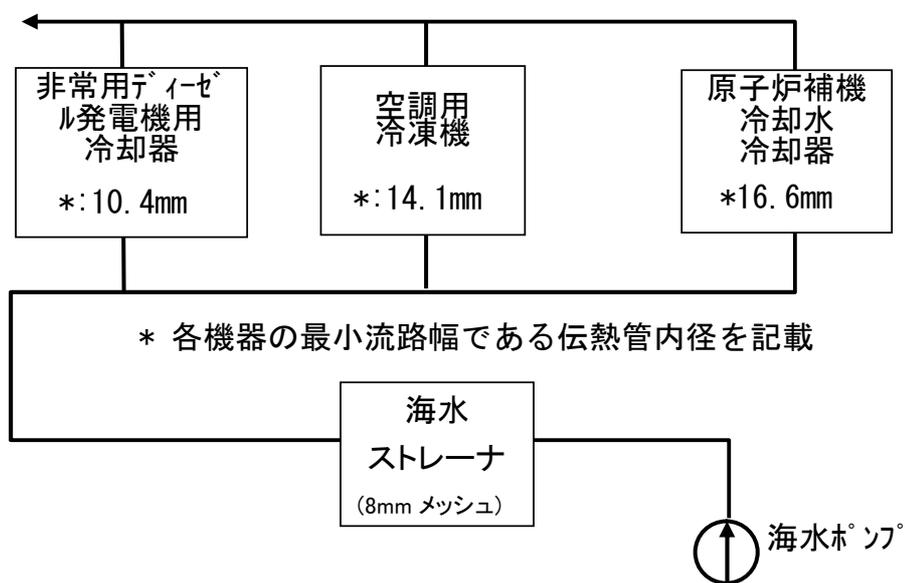 非常用ディーゼ
ル発電機用
冷却器
*:10.4mm
空調用
冷凍機
*:14.1mm
原子炉補機
冷却水
冷却器
*16.6mm
* 各機器の最小流路幅である伝熱管内径を記載
海水
ストレーナ
(8mm メッシュ)
海水ポンプ